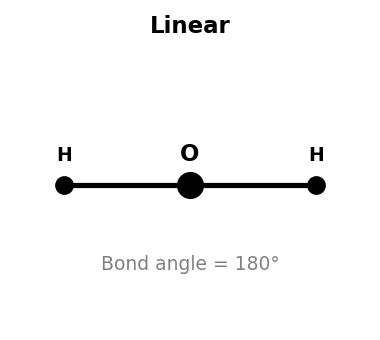 Linear
H O H
Bond angle = 180°